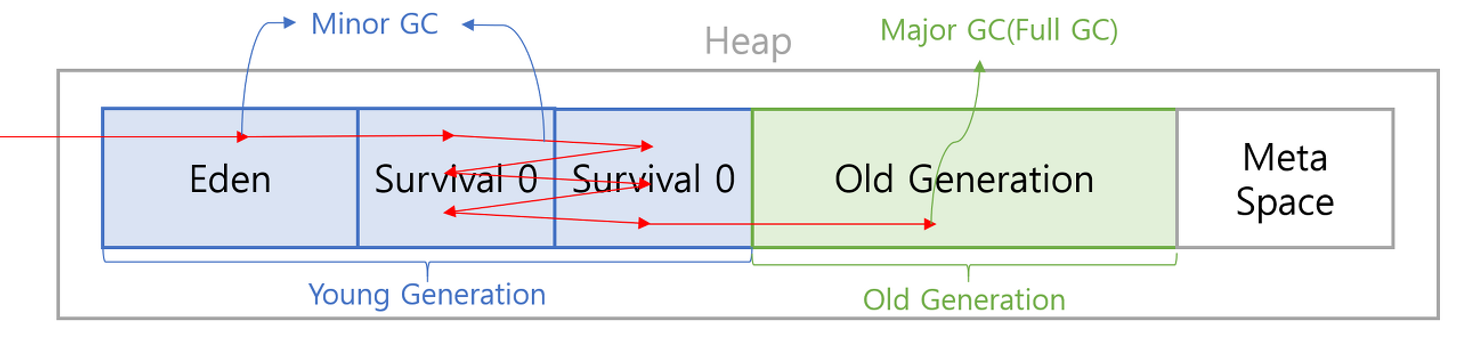 Minor GC
Heap
Major GC(Full GC)
Eden
Survival 0
Survival 0
Old Generation
Meta
Space
Young Generation
Old Generation